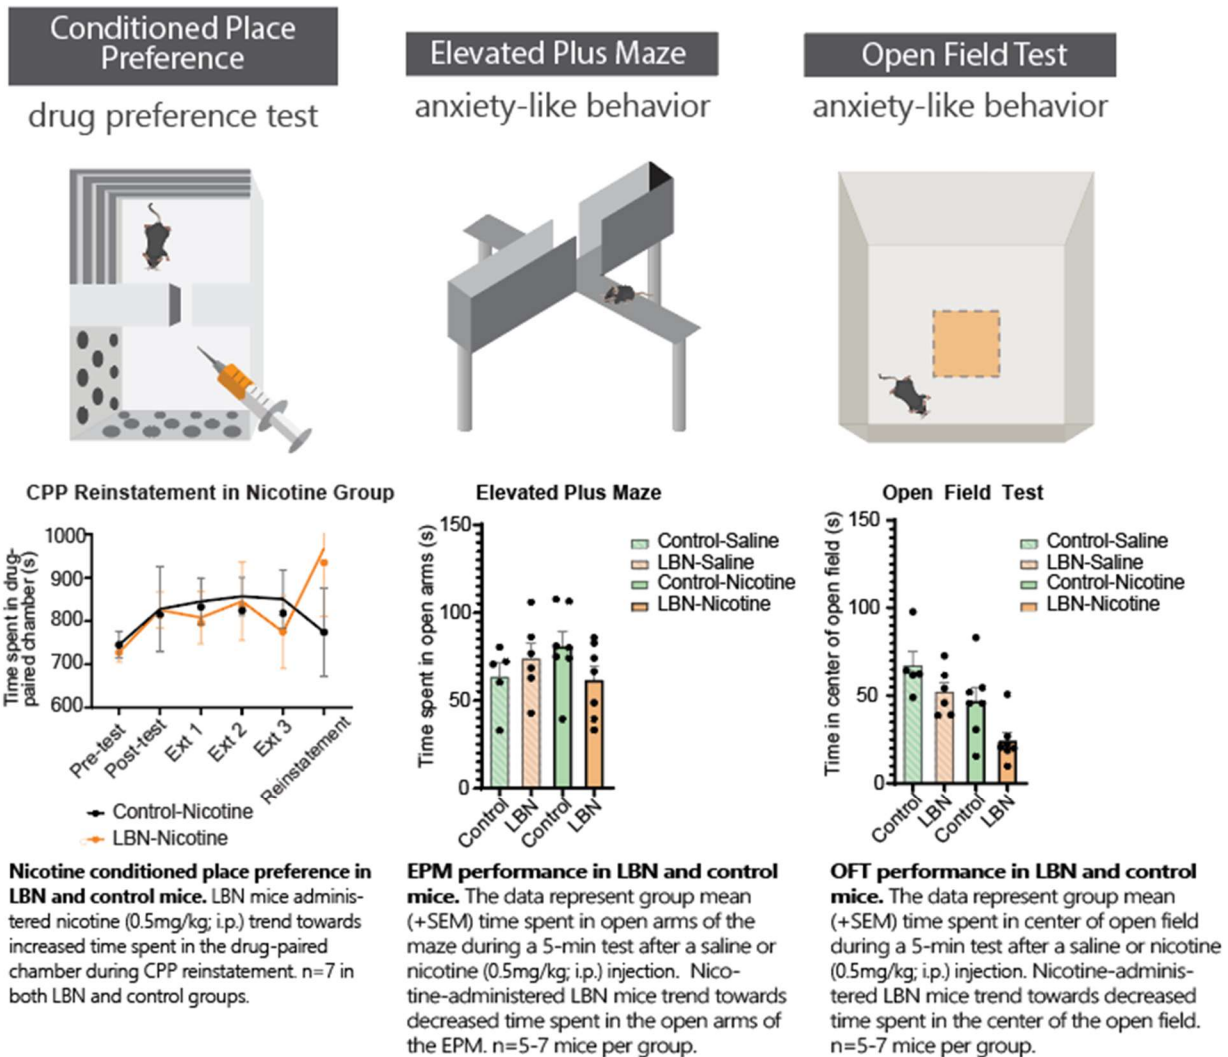 Conditioned Place
Preference
drug preference test
Elevated Plus Maze
anxiety-like behavior
Open Field Test
anxiety-like behavior
CPP Reinstatement in Nicotine Group
Time spent in drug-
paired chamber (s)
1000
900
800
700
600
Pre-test
Post-test
Ext 1
Ext 2
Ext 3
Reinstatement
Control-Nicotine
LBN-Nicotine
Nicotine conditioned place preference in
LBN and control mice. LBN mice adminis-
tered nicotine (0.5mg/kg; i.p.) trend towards
increased time spent in the drug-paired
chamber during CPP reinstatement. n=7 in
both LBN and control groups.
Elevated Plus Maze
Time spent in open arms (s)
150
100
50
0
Control-Saline
LBN-Saline
Control-Nicotine
LBN-Nicotine
Control
LBN
Control
LBN
EPM performance in LBN and control
mice. The data represent group mean
(+SEM) time spent in open arms of the
maze during a 5-min test after a saline or
nicotine (0.5mg/kg; i.p.) injection. Nico-
tine-administered LBN mice trend towards
decreased time spent in the open arms of
the EPM. n=5-7 mice per group.
Open Field Test
Time in center of open field (s)
150
100
50
0
Control-Saline
LBN-Saline
Control-Nicotine
LBN-Nicotine
Control
LBN
Control
LBN
OFT performance in LBN and control
mice. The data represent group mean
(+SEM) time spent in center of open field
during a 5-min test after a saline or nicotine
(0.5mg/kg; i.p.) injection. Nicotine-adminis-
tered LBN mice trend towards decreased
time spent in the center of the open field.
n=5-7 mice per group.